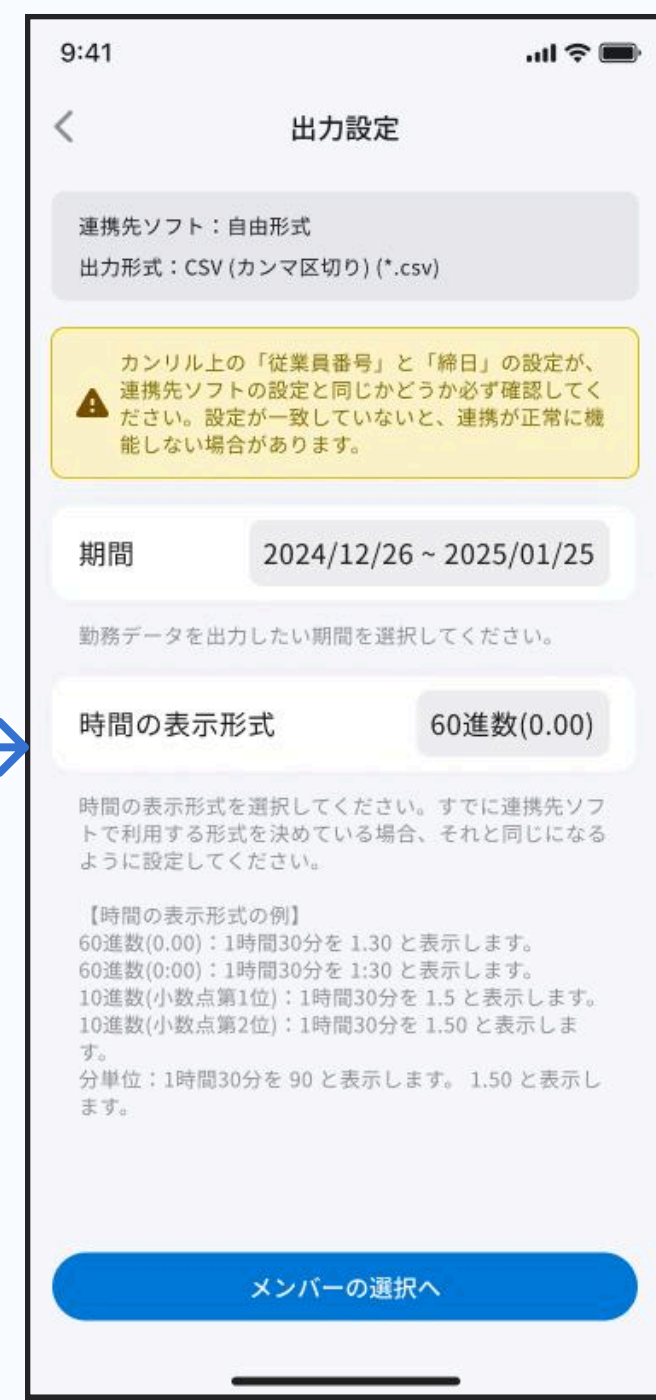 9:41
出力設定
連携先ソフト：自由形式
出力形式：CSV (カンマ区切り) (*.csv)
カンリル上の「従業員番号」と「締日」の設定が、
連携先ソフトの設定と同じかどうか必ず確認してく
ださい。設定が一致していないと、連携が正常に機
能しない場合があります。
期間 2024/12/26 ~ 2025/01/25
勤務データを出力したい期間を選択してください。
時間の表示形式 60進数(0.00)
時間の表示形式を選択してください。すでに連携先ソフ
トで利用する形式を決めている場合、それと同じになる
ように設定してください。
【時間の表示形式の例】
60進数(0.00)：1時間30分を 1.30 と表示します。
60進数(0:00)：1時間30分を 1:30 と表示します。
10進数(小数点第1位)：1時間30分を 1.5 と表示します。
10進数(小数点第2位)：1時間30分を 1.50 と表示しま
す。
分単位：1時間30分を 90 と表示します。 1.50 と表示し
ます。
メンバーの選択へ